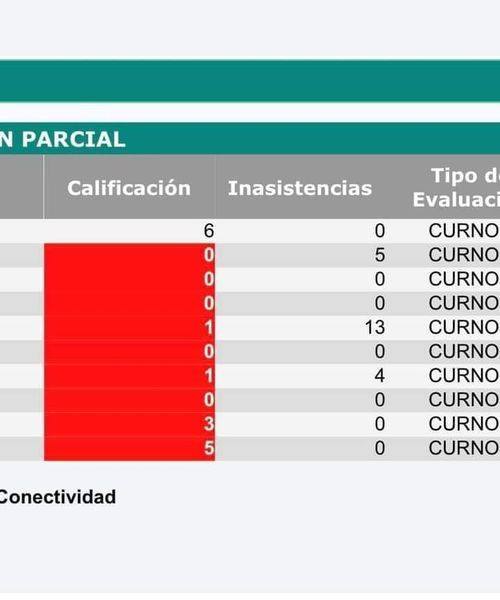 N PARCIAL
Calificación Inasistencias Tipo de
Evaluaci
6 0 CURNO
0 5 CURNO
0 0 CURNO
0 0 CURNO
1 13 CURNO
0 0 CURNO
1 4 CURNO
0 0 CURNO
3 0 CURNO
5 0 CURNO
Conectividad